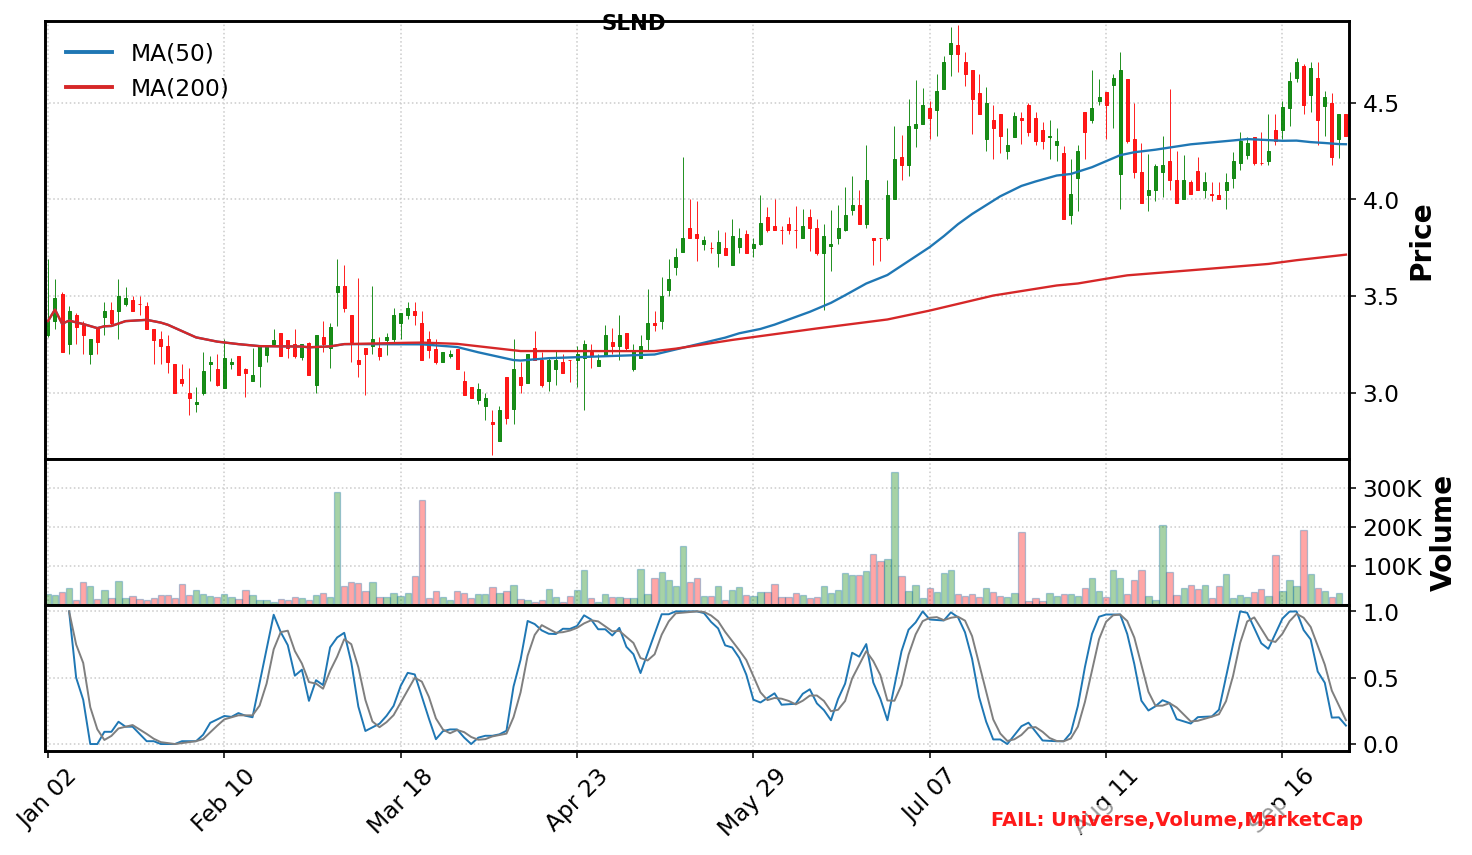 SLND
MA(50)
MA(200)
4.5
4.0
3.5
3.0
Price
300K
200K
100K
Volume
1.0
0.5
0.0
Jan 02
Feb 10
Mar 18
Apr 23
May 29
Jul 07
Aug 11
Sep 16
FAIL: Universe,Volume,MarketCap